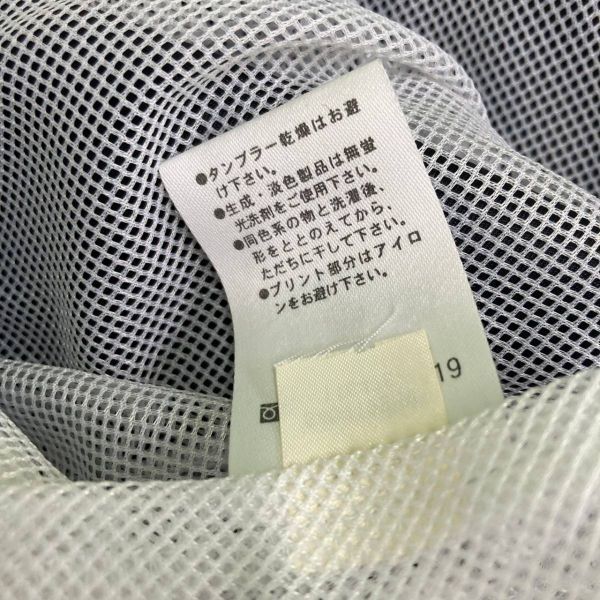 ●タンブラー乾燥はお避
け下さい。
●生成・淡色製品は無蛍
光洗剤をご使用下さい。
●同色系の物と洗濯後、
形をととのえてから、
ただちに干して下さい。
●プリント部分はアイロ
ンをお避け下さい。
19